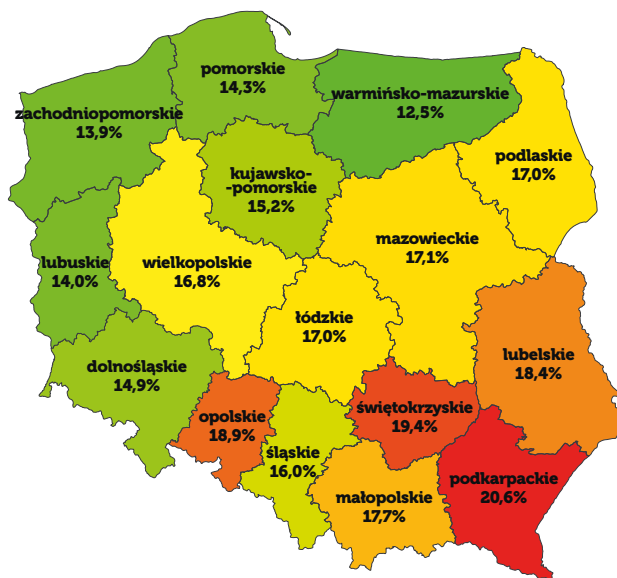 pomorskie
14,3%
warmińsko-mazurskie
12,5%
zachodniopomorskie
13,9%
podlaskie
17,0%
kujawsko-
-pomorskie
15,2%
mazowieckie
17,1%
lubuskie
14,0%
wielkopolskie
16,8%
łódzkie
17,0%
lubelskie
18,4%
dolnośląskie
14,9%
opolskie
18,9%
świętokrzyskie
19,4%
śląskie
16,0%
podkarpackie
20,6%
małopolskie
17,7%